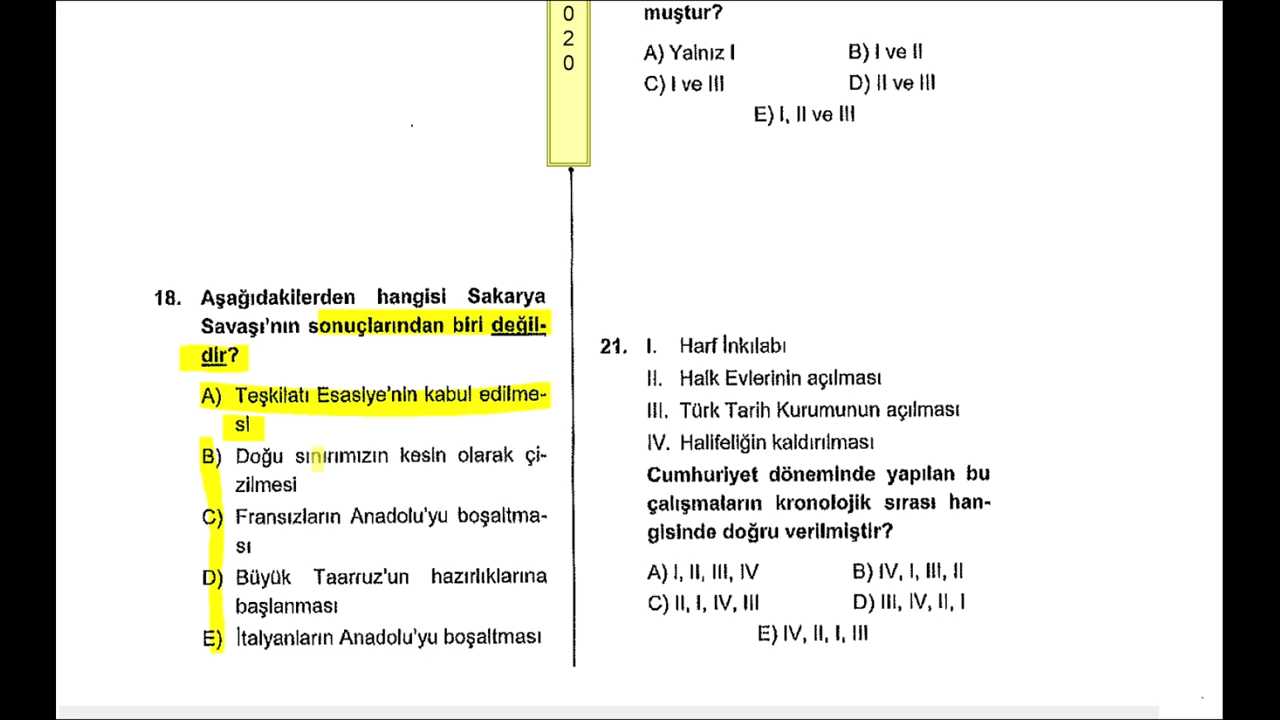 0
2
0
18. Aşağıdakilerden hangisi Sakarya
Savaşı'nın sonuçlarından biri değil-
dir?
A) Teşkilatı Esasiye'nin kabul edilme-
si
B) Doğu sınırımızın kesin olarak çi-
zilmesi
C) Fransızların Anadolu'yu boşaltma-
sı
D) Büyük Taarruz'un hazırlıklarına
başlanması
E) İtalyanların Anadolu'yu boşaltması
muştur?
A) Yalnız I B) I ve II
C) I ve III D) II ve III
E) I, II ve III
21. I. Harf İnkılabı
II. Halk Evlerinin açılması
III. Türk Tarih Kurumunun açılması
IV. Halifeliğin kaldırılması
Cumhuriyet döneminde yapılan bu
çalışmaların kronolojik sırası han-
gisinde doğru verilmiştir?
A) I, II, III, IV B) IV, I, III, II
C) II, I, IV, III D) III, IV, II, I
E) IV, II, I, III